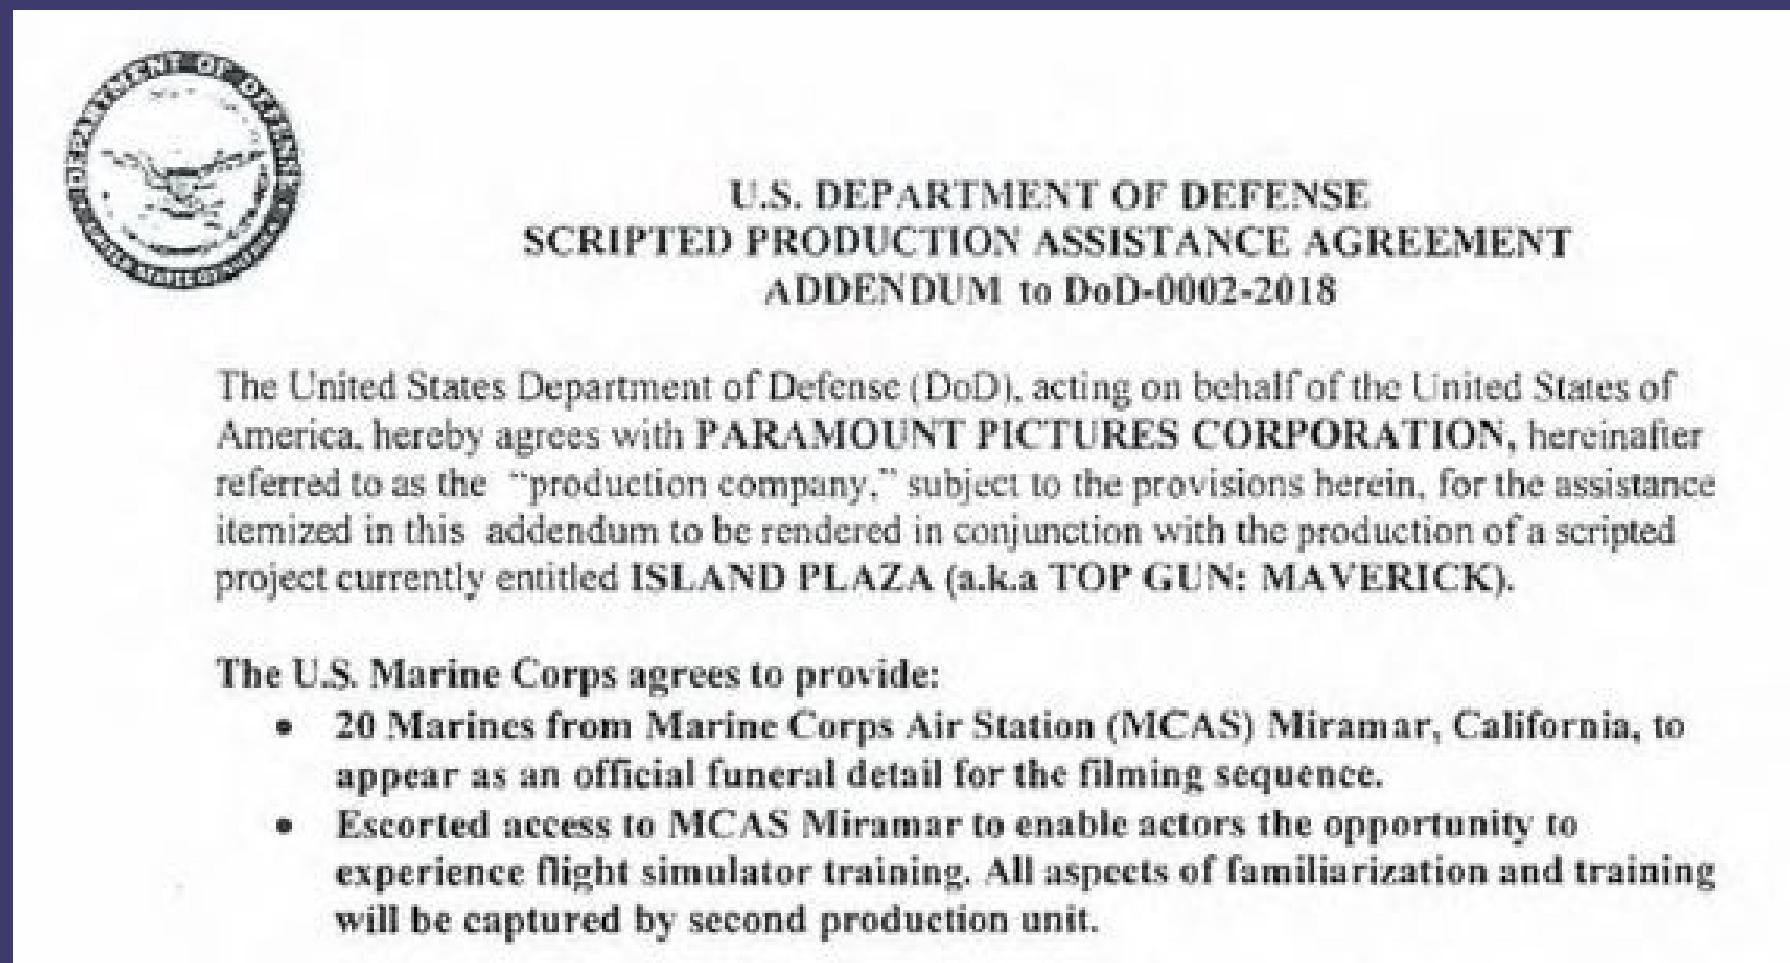 DEPARTMENT OF DEFENSE
U.S. DEPARTMENT OF DEFENSE
SCRIPTED PRODUCTION ASSISTANCE AGREEMENT
ADDENDUM to DoD-0002-2018
The United States Department of Defense (DoD), acting on behalf of the United States of
America, hereby agrees with PARAMOUNT PICTURES CORPORATION, hereinafter
referred to as the "production company," subject to the provisions herein, for the assistance
itemized in this addendum to be rendered in conjunction with the production of a scripted
project currently entitled ISLAND PLAZA (a.k.a TOP GUN: MAVERICK).
The U.S. Marine Corps agrees to provide:
• 20 Marines from Marine Corps Air Station (MCAS) Miramar, California, to
appear as an official funeral detail for the filming sequence.
• Escorted access to MCAS Miramar to enable actors the opportunity to
experience flight simulator training. All aspects of familiarization and training
will be captured by second production unit.